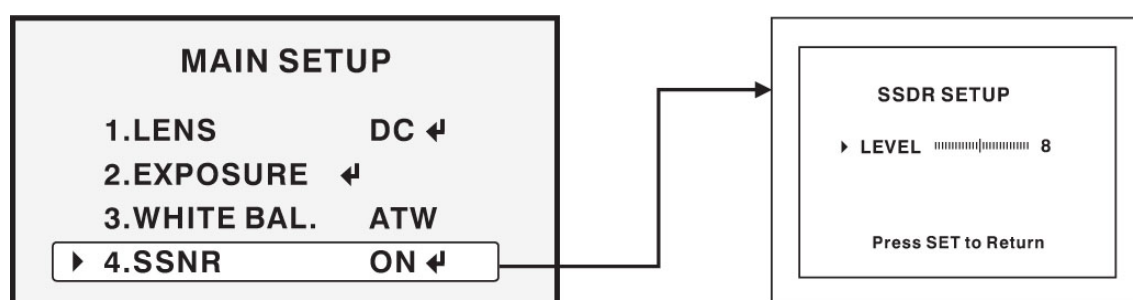 MAIN SETUP
1.LENS DC ↲
2.EXPOSURE ↲
3.WHITE BAL. ATW
4.SSNR ON ↲
SSDR SETUP
LEVEL 8
Press SET to Return